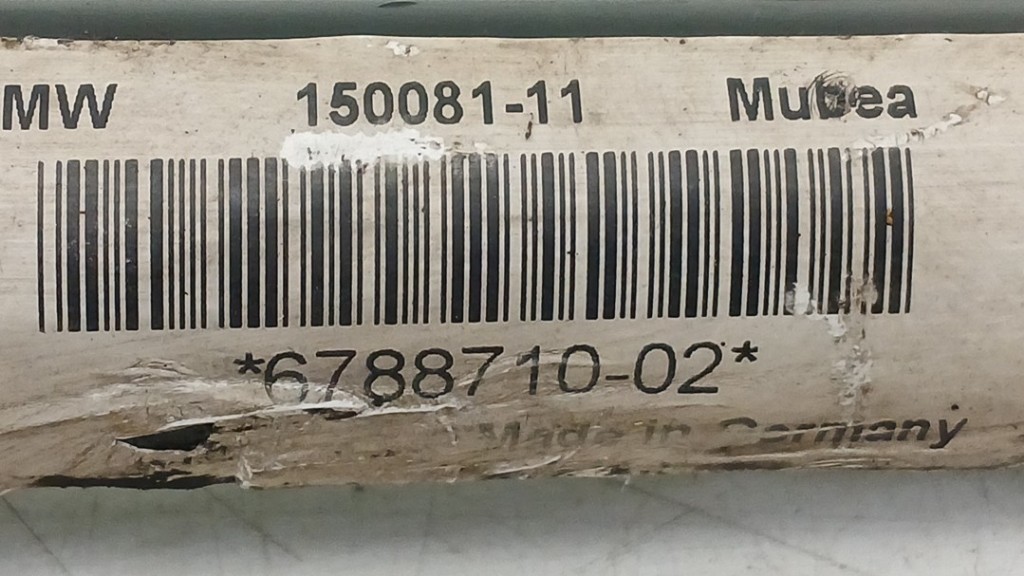 MW 150081-11 Mubea
*6788710-02*
Made in Germany